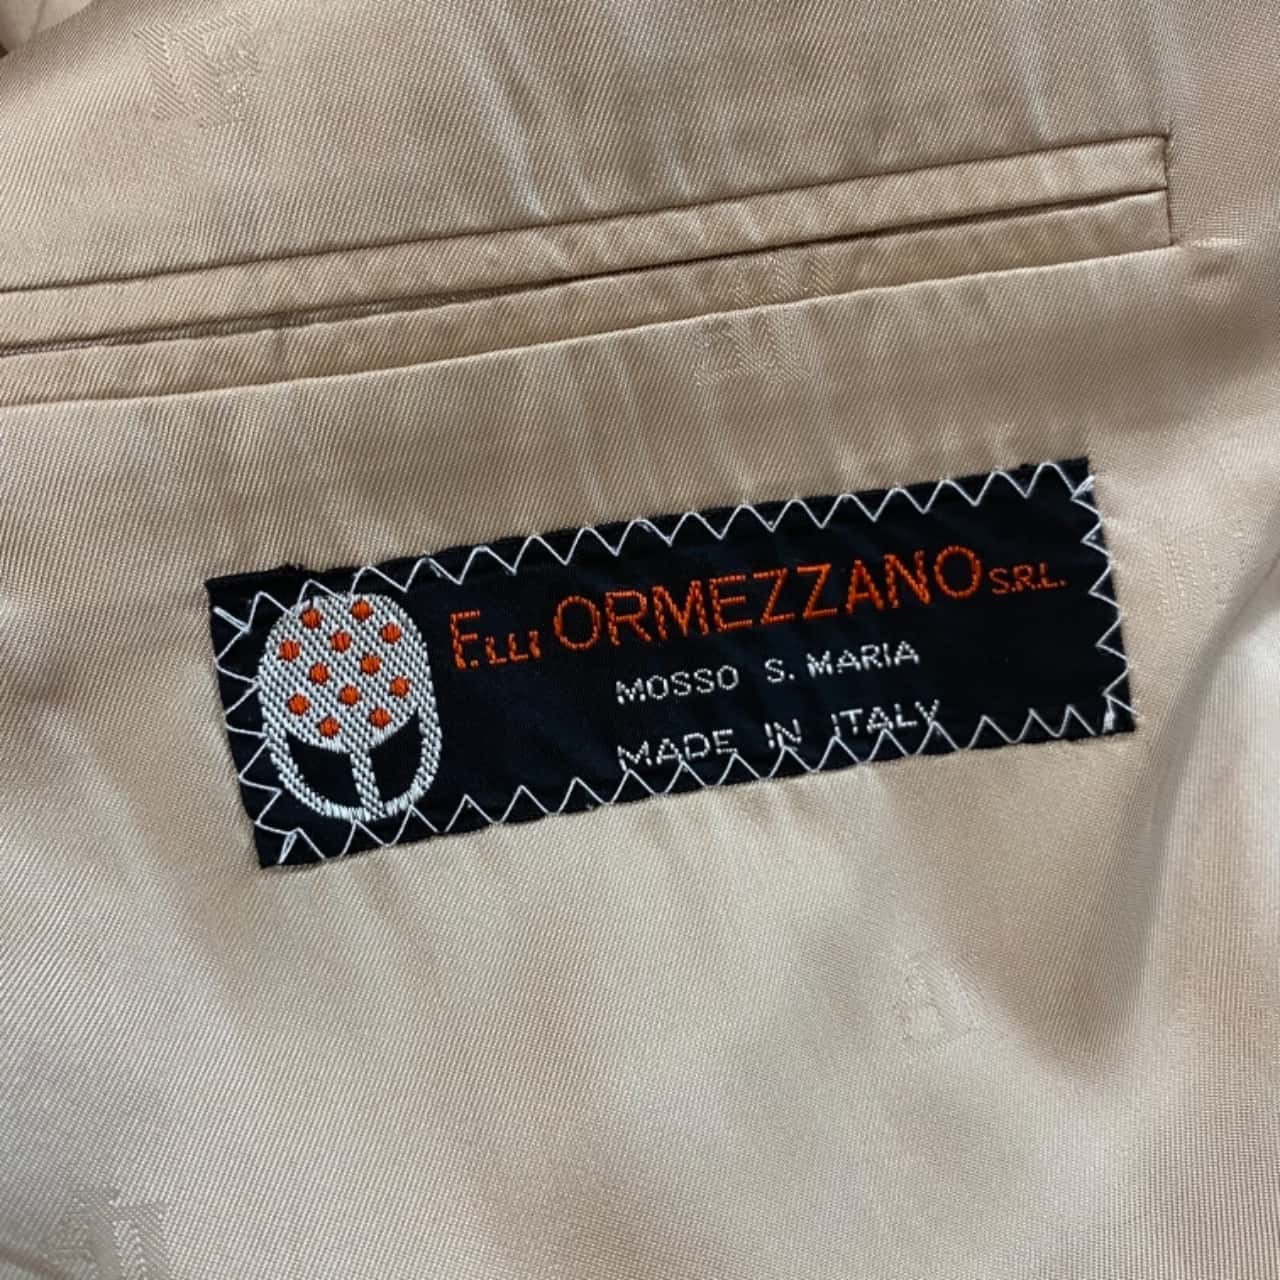 F.LLI ORMEZZANO S.R.L.
MOSSO S. MARIA
MADE IN ITALY